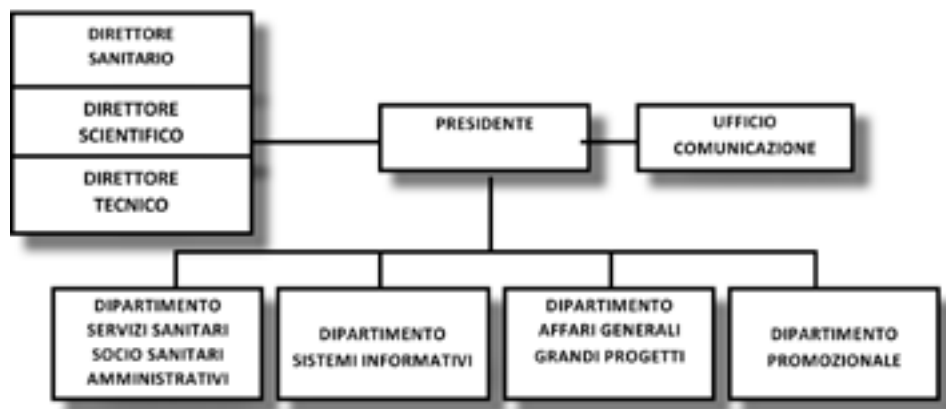 DIRETTORE
SANITARIO
DIRETTORE
SCIENTIFICO
DIRETTORE
TECNICO
PRESIDENTE
UFFICIO
COMUNICAZIONE
DIPARTIMENTO
SERVIZI SANITARI
SOCIO SANITARI
AMMINISTRATIVI
DIPARTIMENTO
SISTEMI INFORMATIVI
DIPARTIMENTO
AFFARI GENERALI
GRANDI PROGETTI
DIPARTIMENTO
PROMOZIONALE